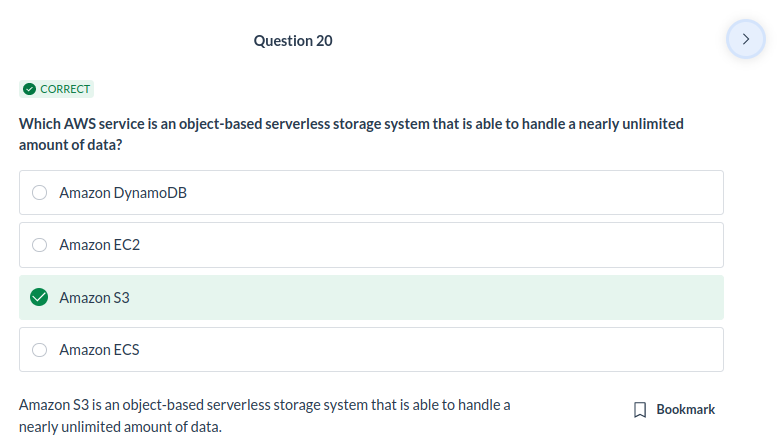 Question 20
CORRECT
Which AWS service is an object-based serverless storage system that is able to handle a nearly unlimited
amount of data?
Amazon DynamoDB
Amazon EC2
Amazon S3
Amazon ECS
Amazon S3 is an object-based serverless storage system that is able to handle a
nearly unlimited amount of data.
Bookmark